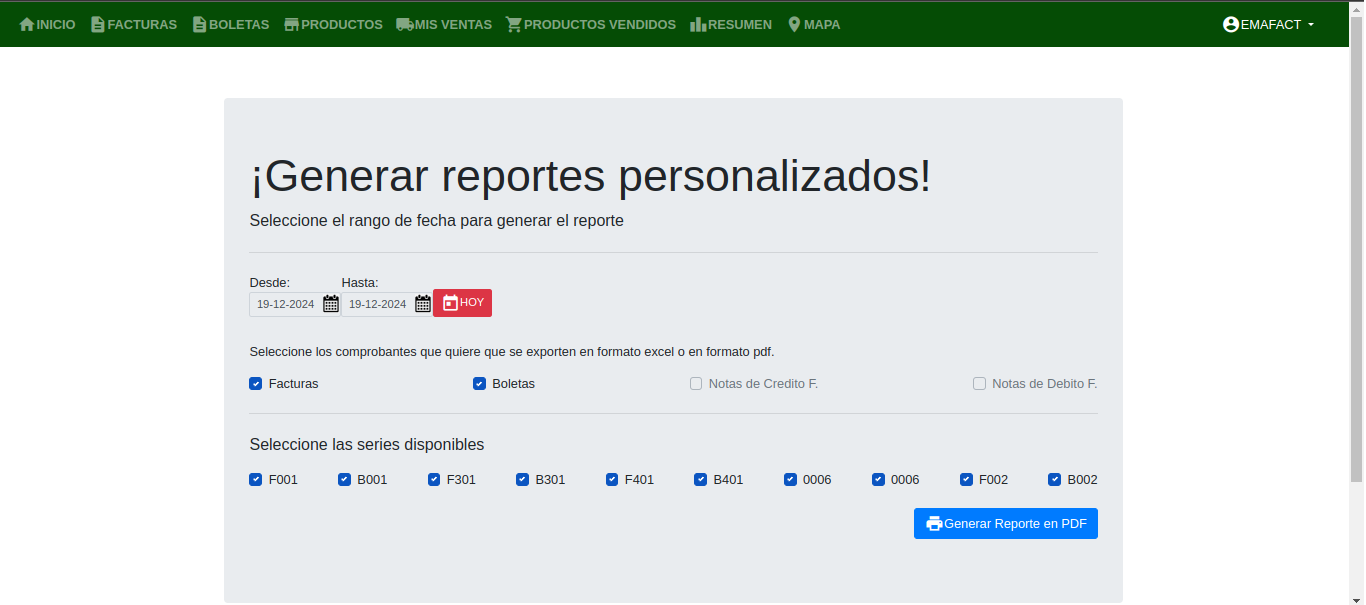 INICIO FACTURAS BOLETAS PRODUCTOS MIS VENTAS PRODUCTOS VENDIDOS RESUMEN MAPA EMAFACT
¡Generar reportes personalizados!
Seleccione el rango de fecha para generar el reporte
Desde: Hasta:
19-12-2024 19-12-2024 HOY
Seleccione los comprobantes que quiere que se exporten en formato excel o en formato pdf.
Facturas Boletas Notas de Credito F. Notas de Debito F.
Seleccione las series disponibles
F001 B001 F301 B301 F401 B401 0006 0006 F002 B002
Generar Reporte en PDF